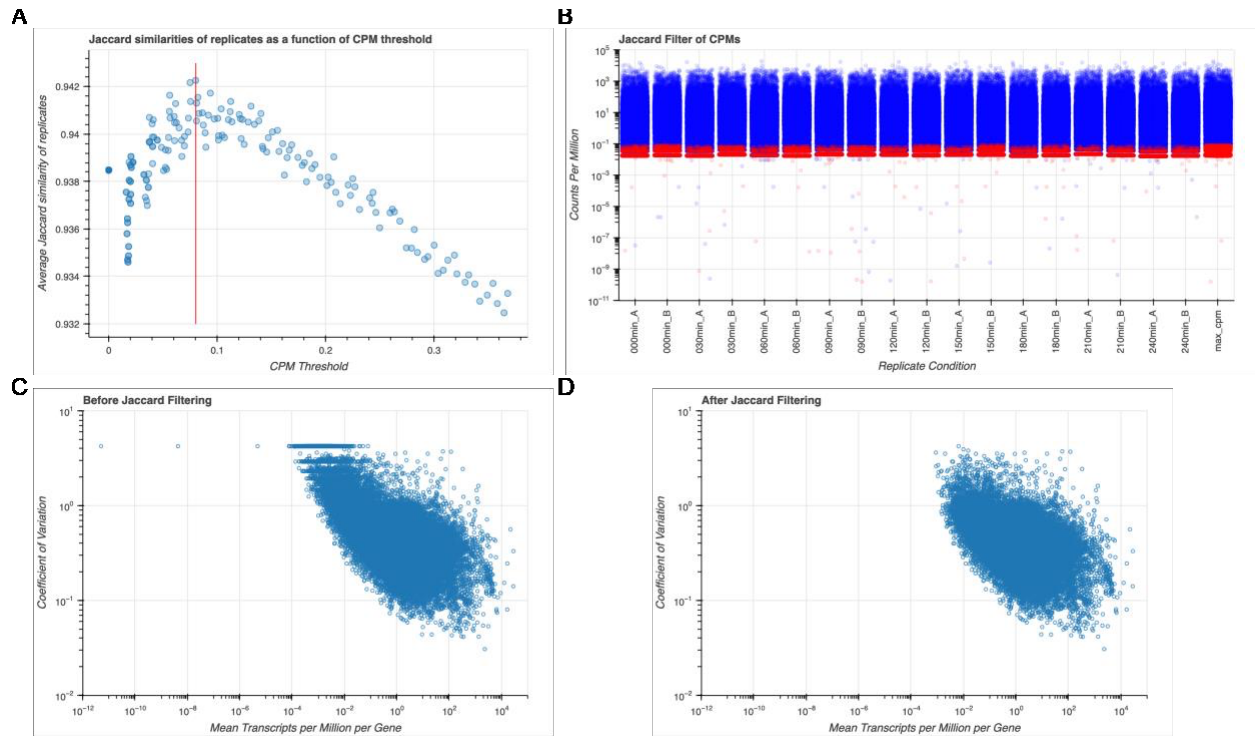 A
Jaccard similarities of replicates as a function of CPM threshold
Average Jaccard similarity of replicates
0.942
0.94
0.938
0.936
0.934
0.932
0
0.1
0.2
0.3
CPM Threshold
B
Jaccard Filter of CPMs
Counts Per Million
10^5
10^3
10^1
10^-1
10^-3
10^-5
10^-7
10^-9
10^-11
000min_A
000min_B
030min_A
030min_B
060min_A
060min_B
090min_A
090min_B
120min_A
120min_B
150min_A
150min_B
180min_A
180min_B
210min_A
210min_B
240min_A
240min_B
max_cpm
Replicate Condition
C
Before Jaccard Filtering
Coefficient of Variation
10^1
10^0
10^-1
10^-2
10^-12
10^-10
10^-8
10^-6
10^-4
10^-2
10^0
10^2
10^4
Mean Transcripts per Million per Gene
D
After Jaccard Filtering
Coefficient of Variation
10^1
10^0
10^-1
10^-2
10^-12
10^-10
10^-8
10^-6
10^-4
10^-2
10^0
10^2
10^4
Mean Transcripts per Million per Gene